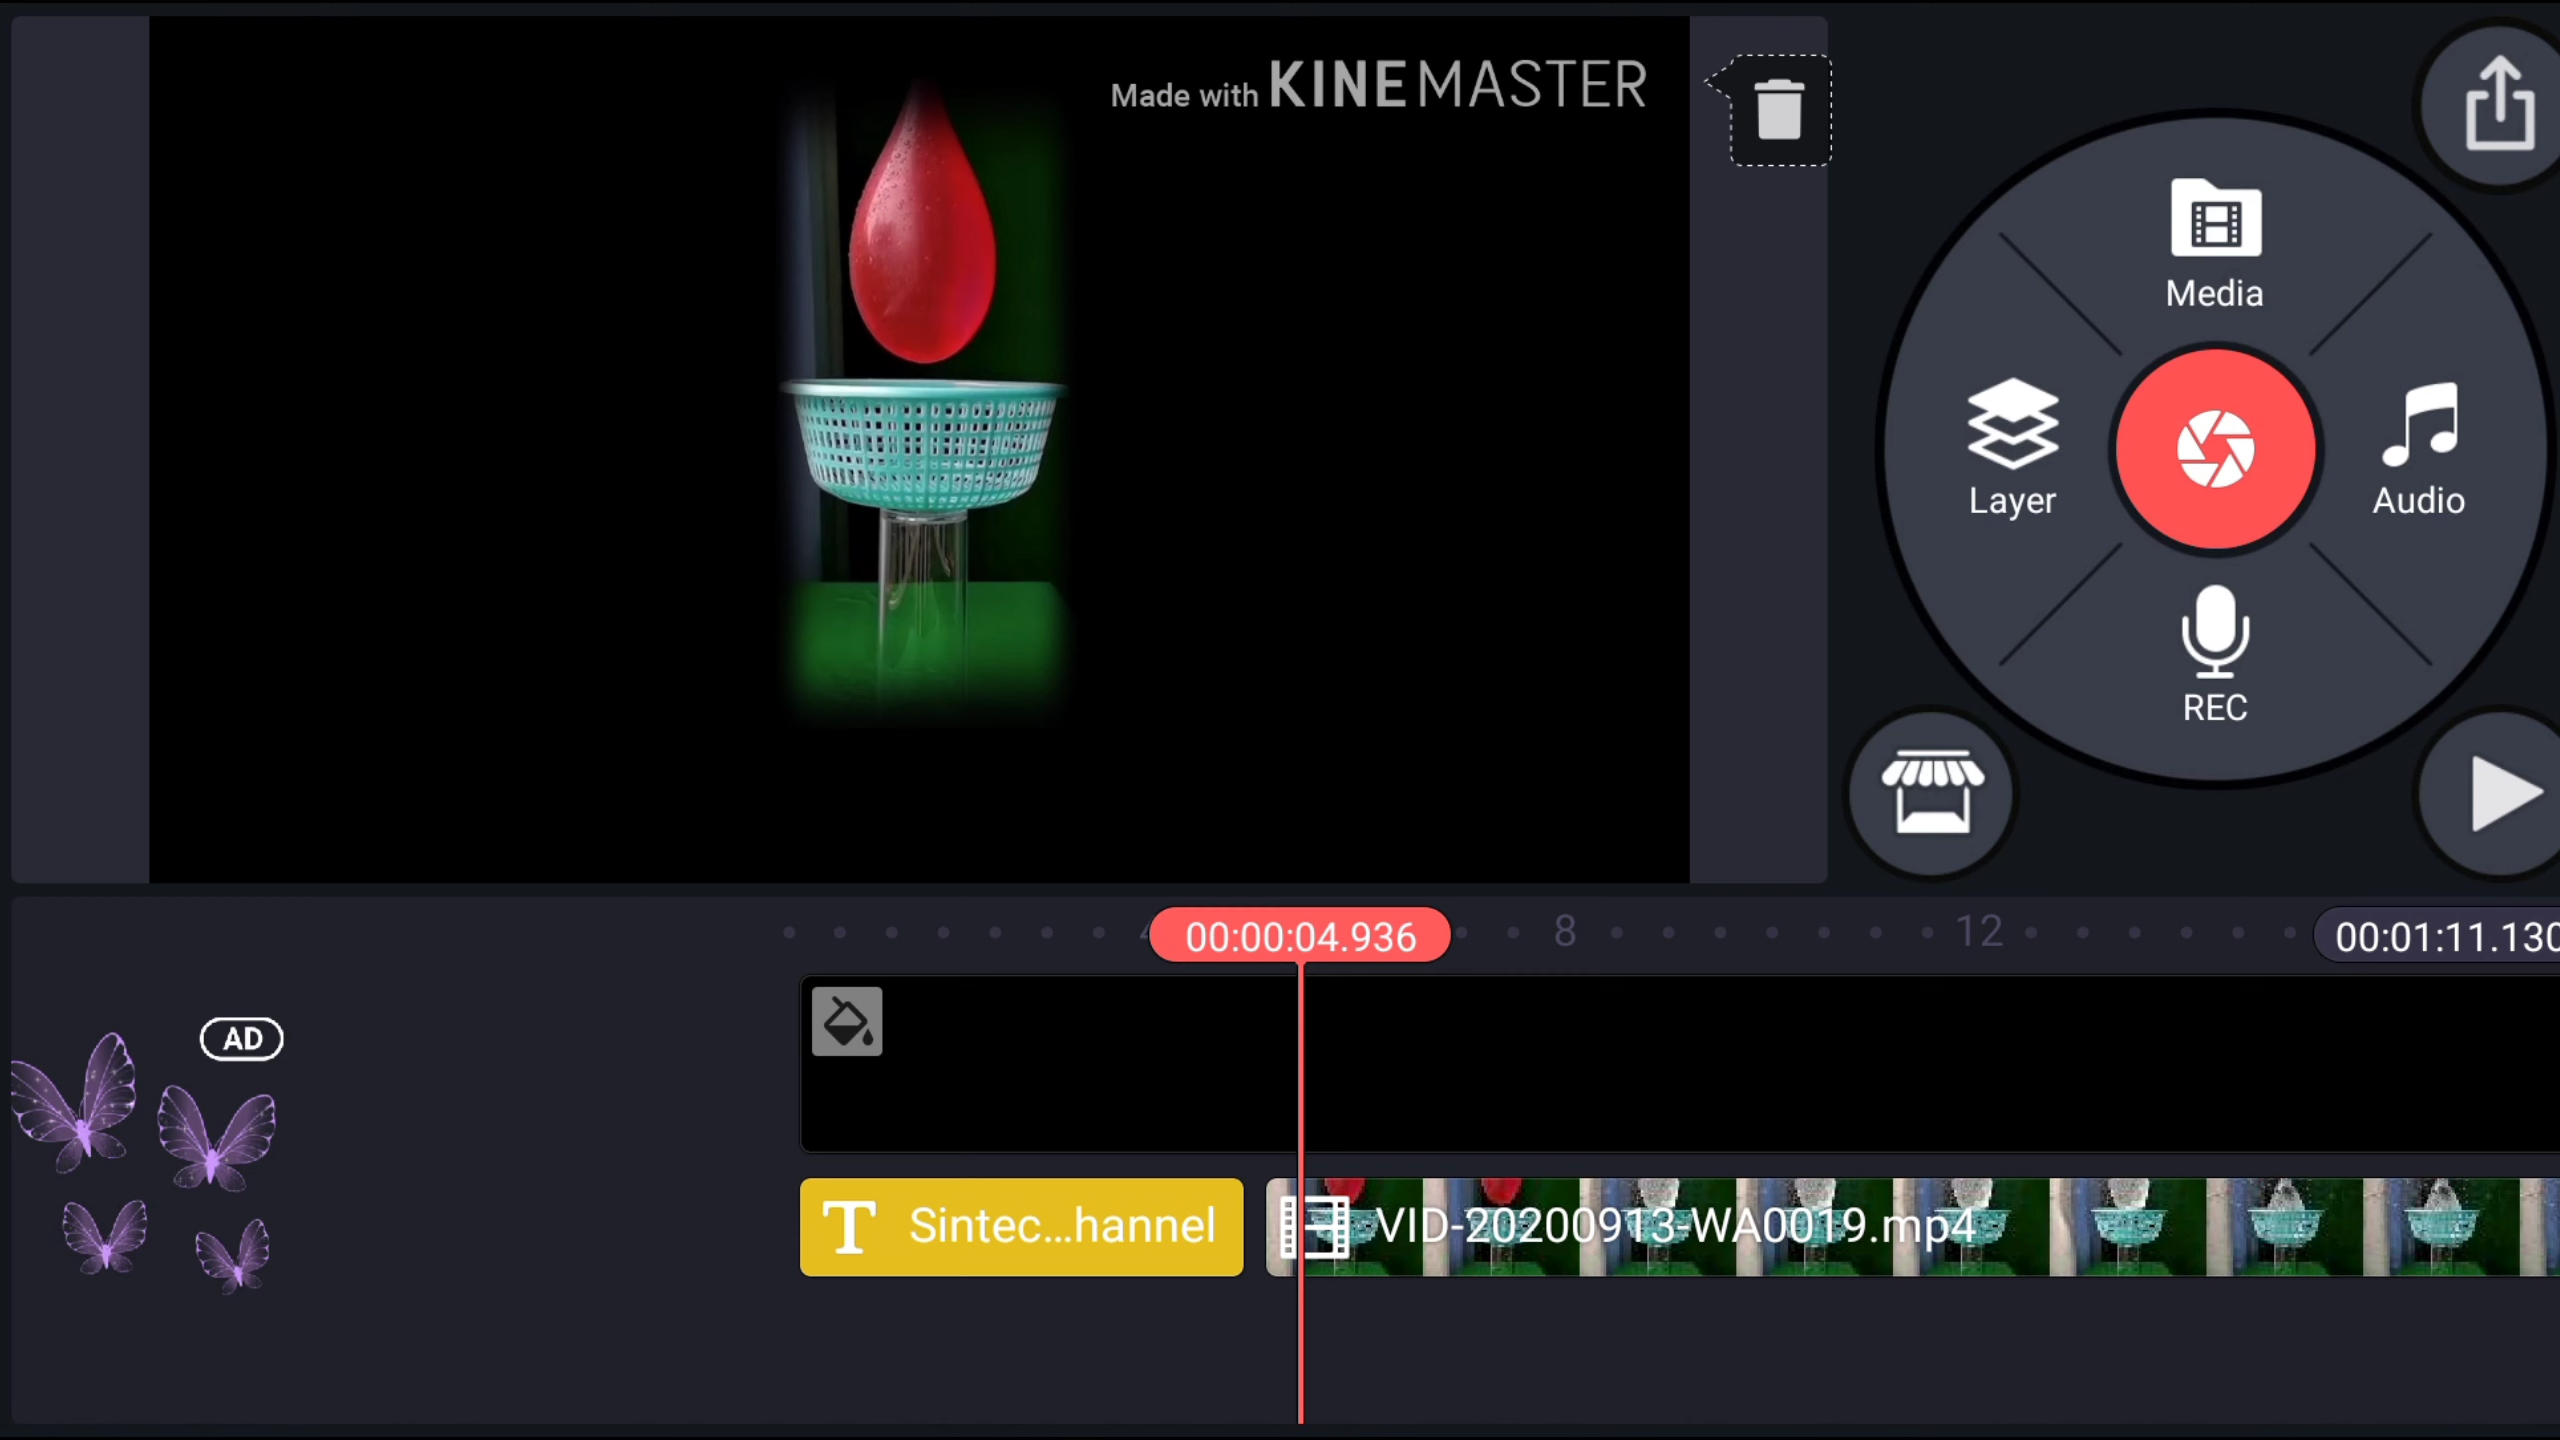 Made with KINEMASTER
Media
Layer
Audio
REC
00:00:04.936
8
12
00:01:11.130
AD
T Sintec...hannel
VID-20200913-WA0019.mp4